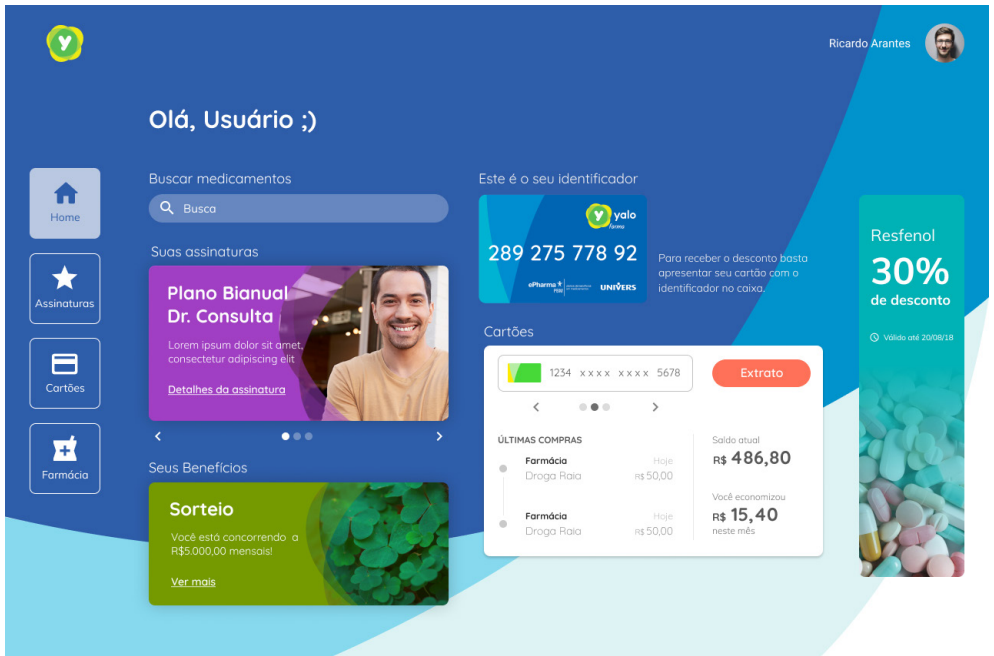 y
Ricardo Arantes
Olá, Usuário ;)
Home
Assinaturas
Cartões
Farmácia
Buscar medicamentos
Busca
Suas assinaturas
Plano Bianual
Dr. Consulta
Lorem ipsum dolor sit amet,
consectetur adipiscing elit
Detalhes da assinatura
Seus Benefícios
Sorteio
Você está concorrendo a
R$5.000,00 mensais!
Ver mais
Este é o seu identificador
y yalo
farma
289 275 778 92
ePharma
PBM
UNIVERS
Para receber o desconto basta
apresentar seu cartão com o
identificador no caixa.
Cartões
1234 xxxx xxxx 5678
Extrato
ÚLTIMAS COMPRAS
Farmácia Hoje
Droga Raia R$ 50,00
Farmácia Hoje
Droga Raia R$ 50,00
Saldo atual
R$ 486,80
Você economizou
R$ 15,40
neste mês
Resfenol
30%
de desconto
Válido até 20/08/18